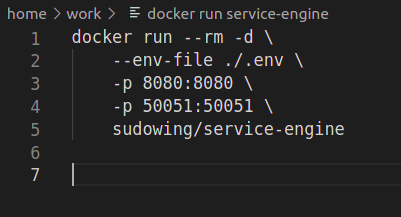 home > work > docker run service-engine
1 docker run --rm -d \
2     --env-file ./.env \
3     -p 8080:8080 \
4     -p 50051:50051 \
5     sudowing/service-engine
6
7